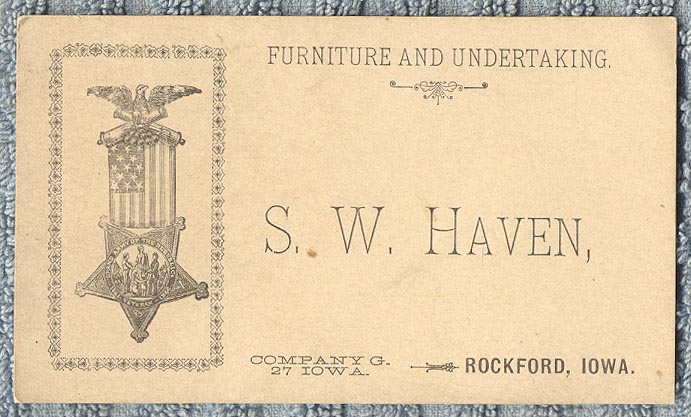 FURNITURE AND UNDERTAKING.
S. W. HAVEN,
COMPANY G.
27 IOWA.
ROCKFORD, IOWA.